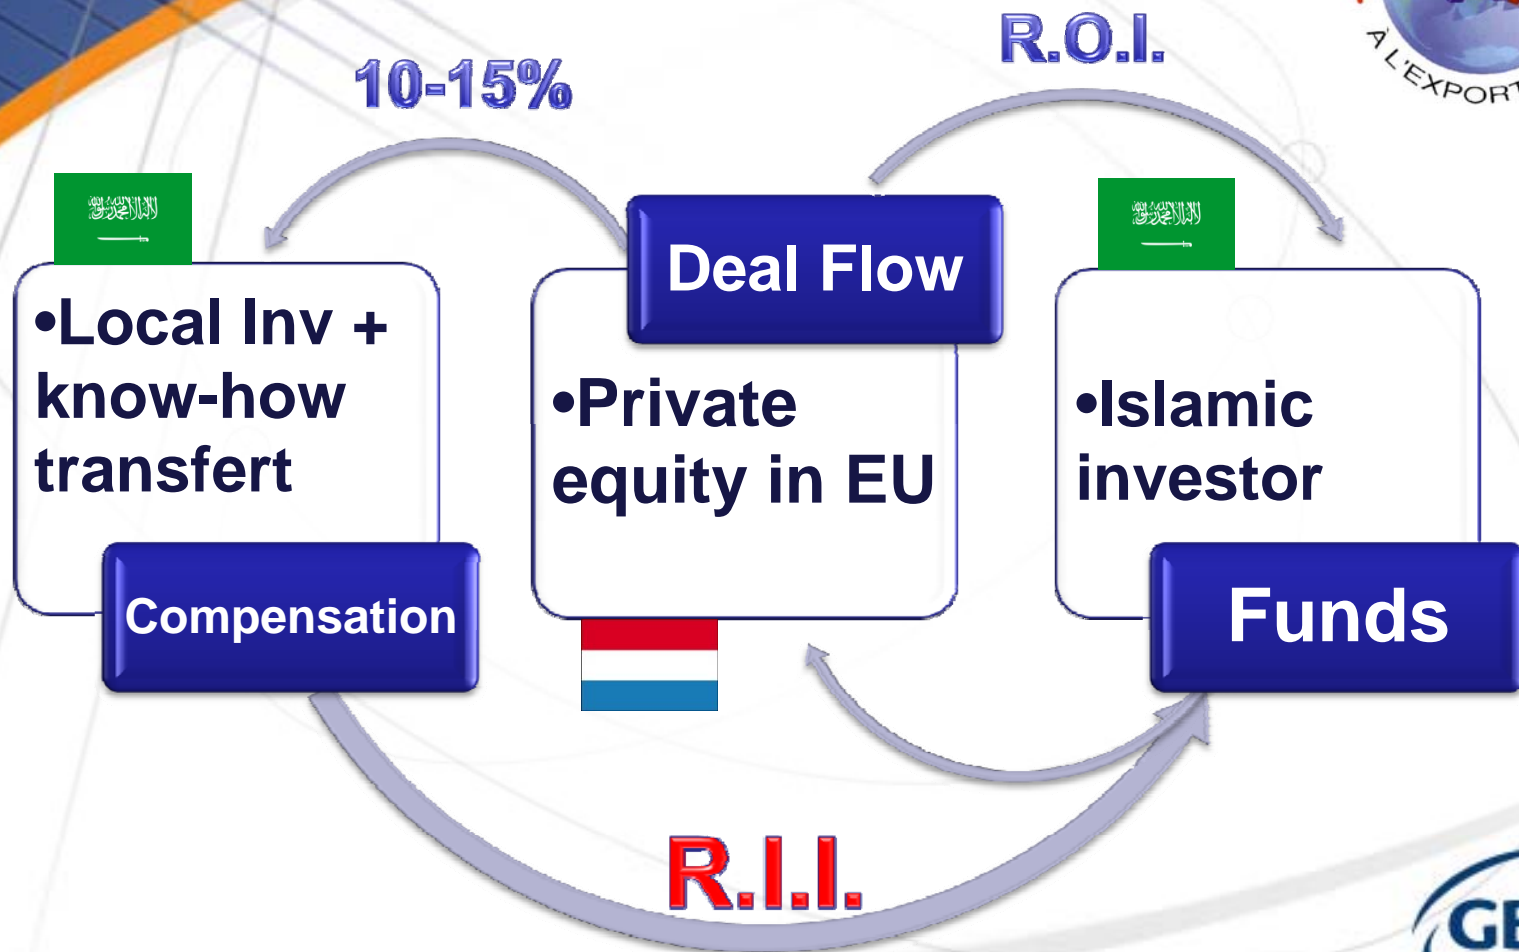 R.O.I.
10-15%
À L'EXPORT
Deal Flow
•Local Inv +
know-how
transfert
•Private
equity in EU
•Islamic
investor
Compensation
Funds
R.I.I.